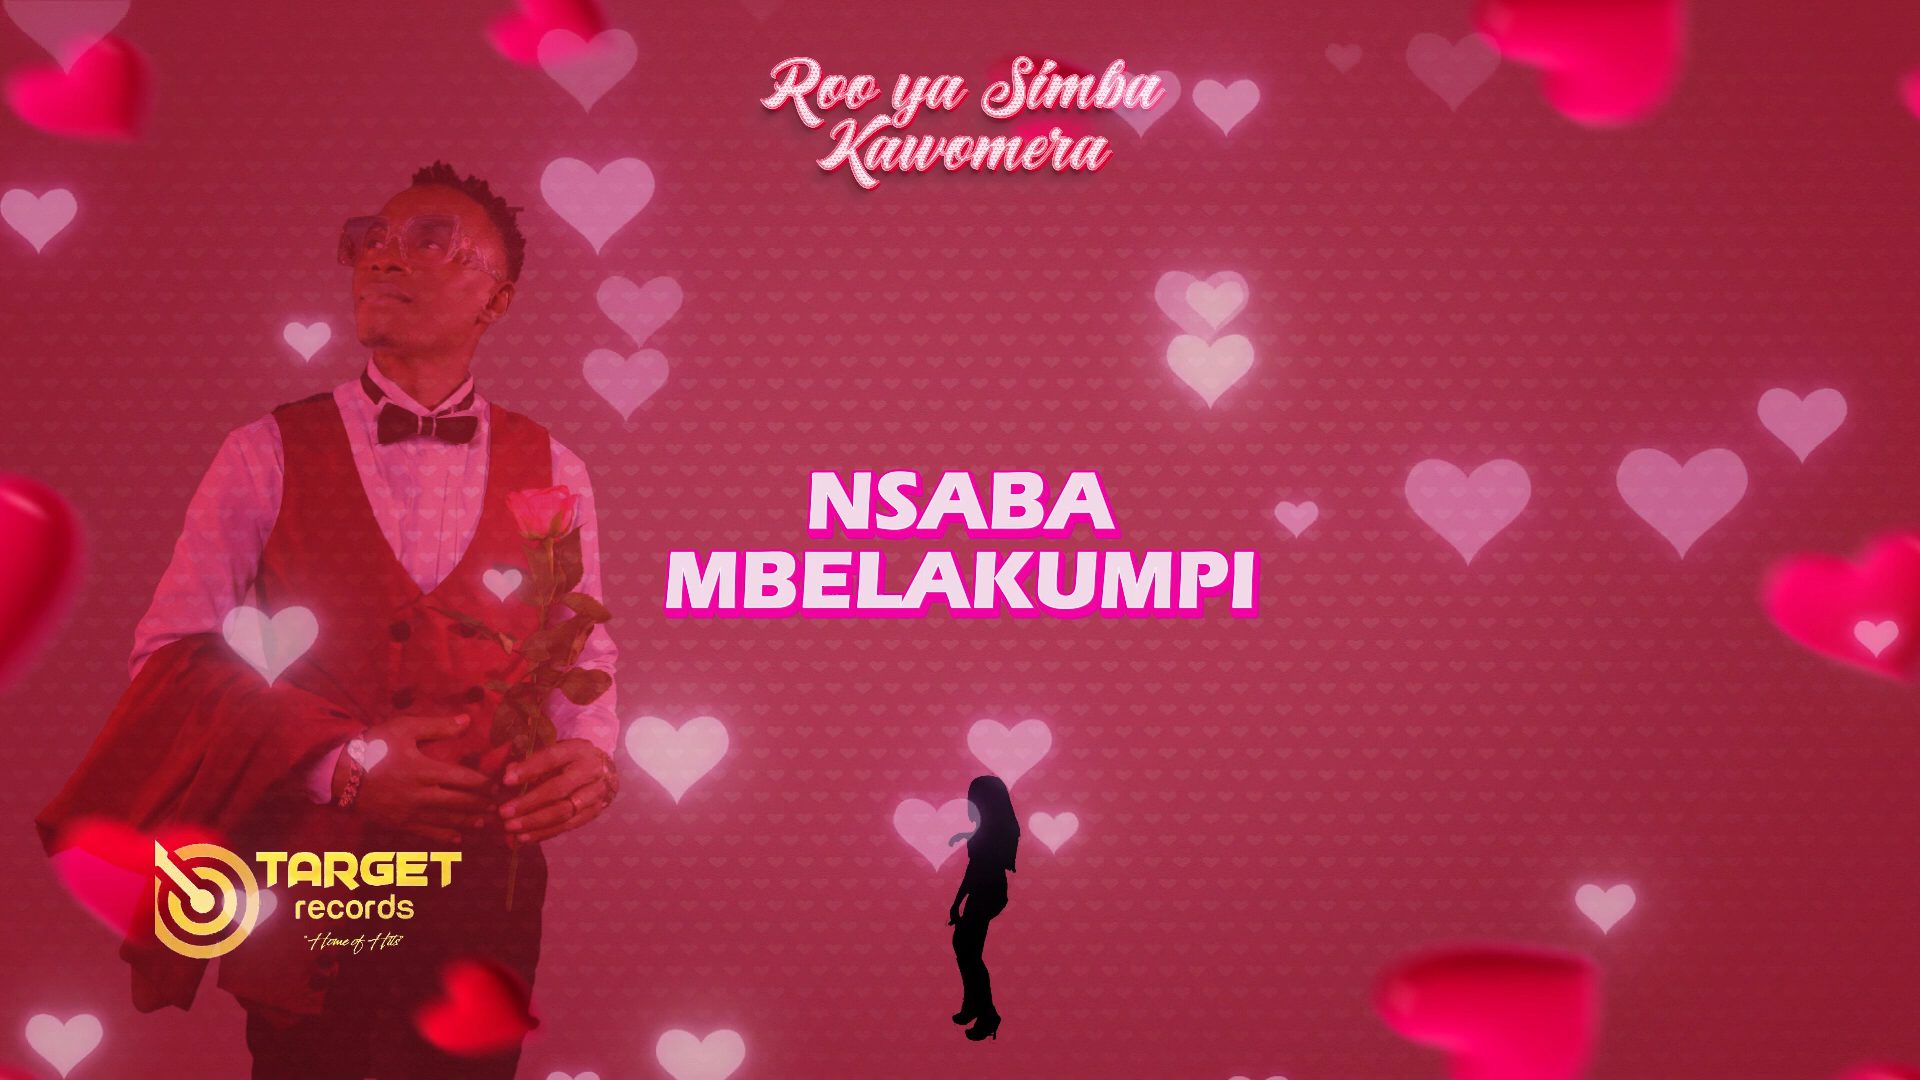 Roo ya Simba
Kawomera
NSABA
MBELAKUMPI
TARGET
records
"Home of Hits"